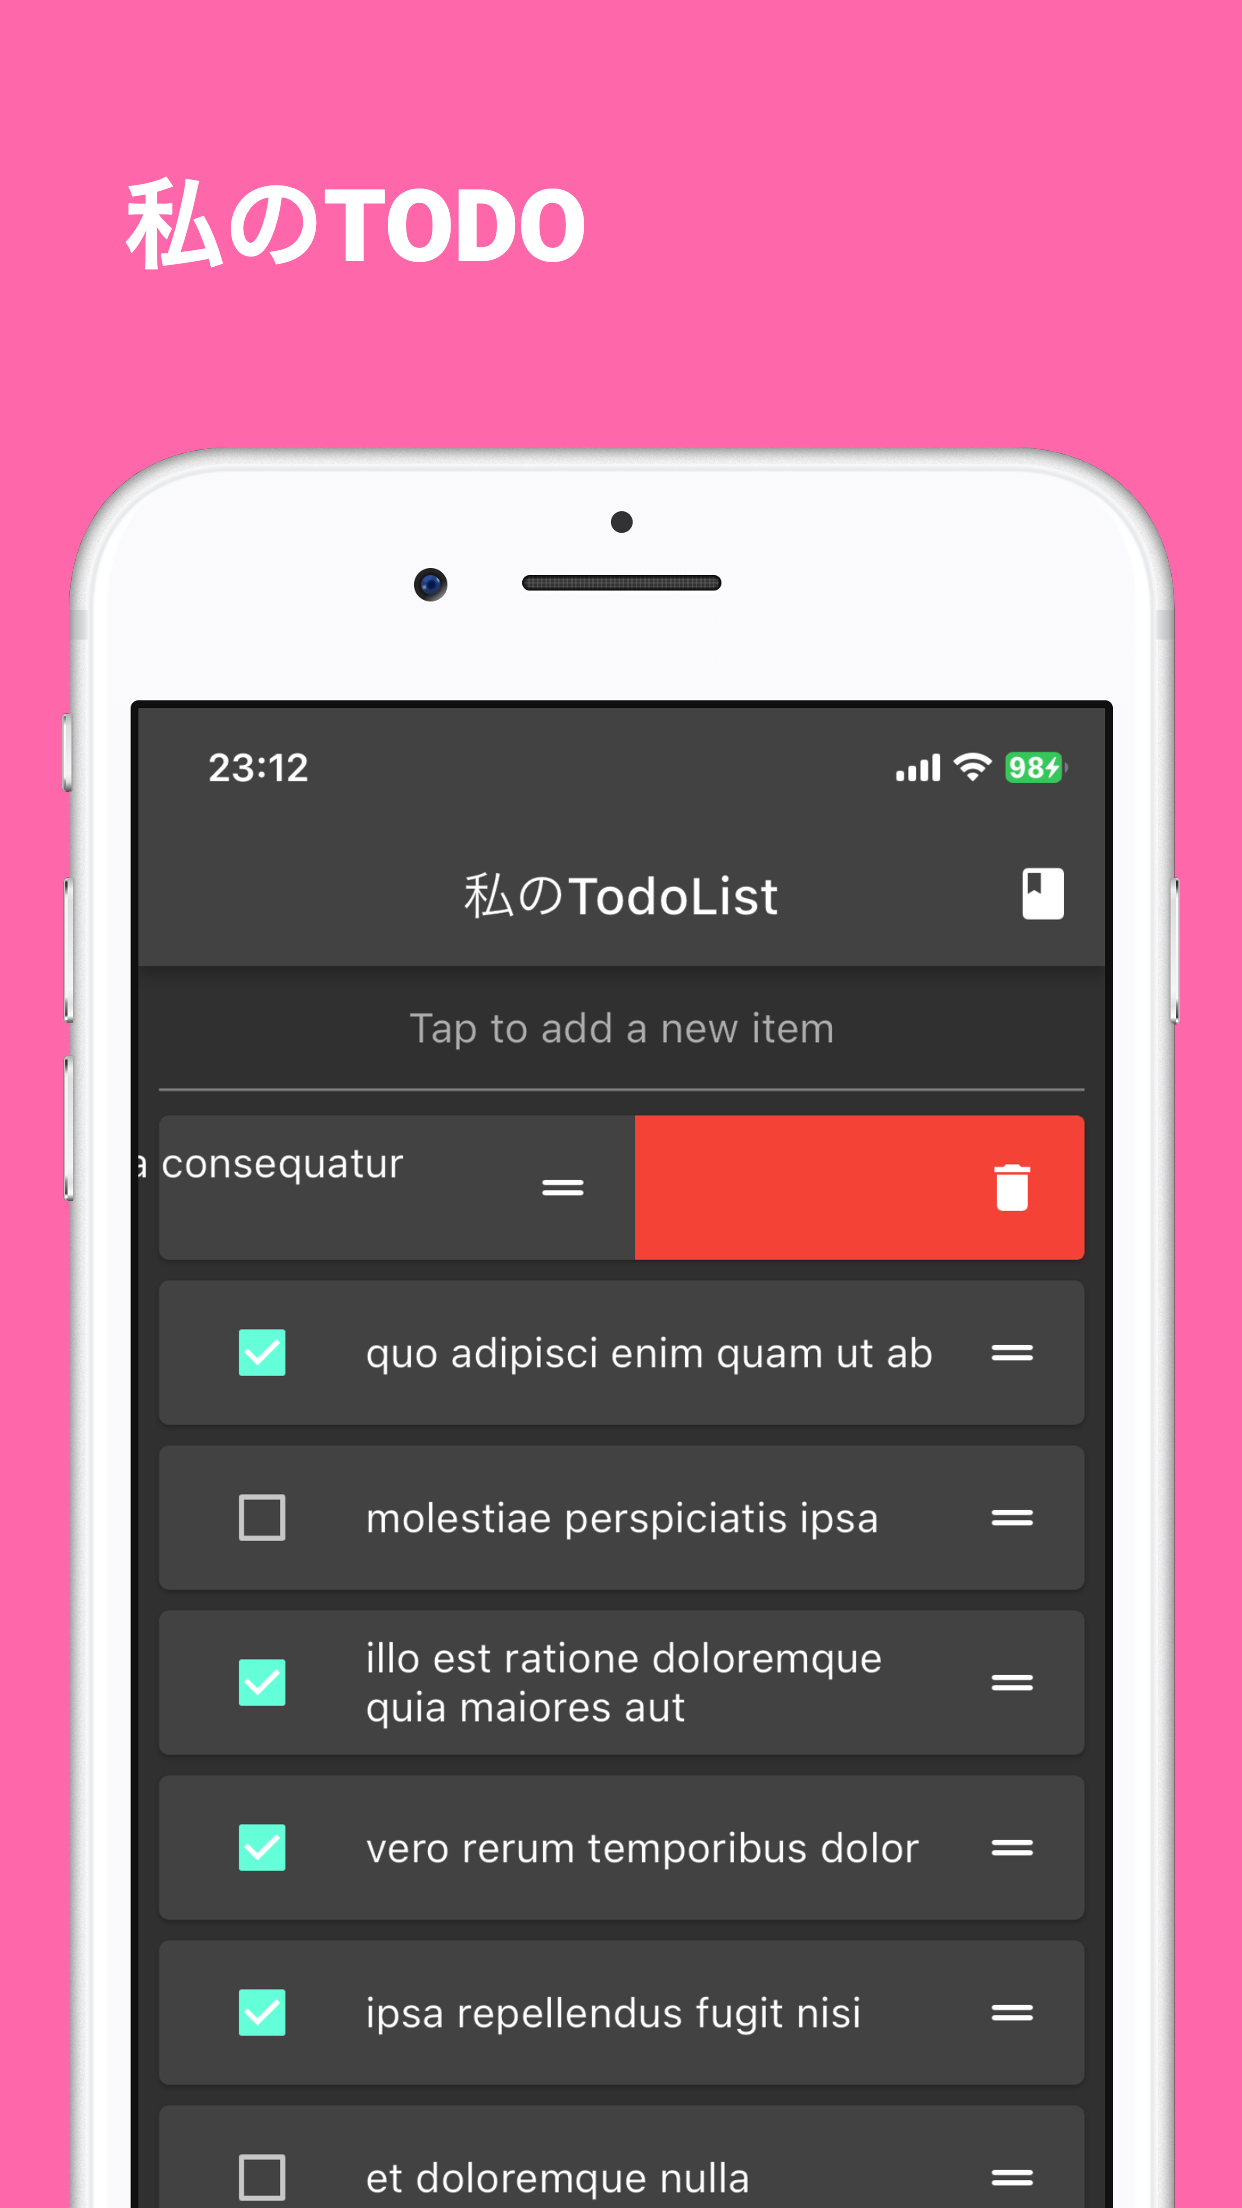 私のTODO
23:12
98
私のTodoList
Tap to add a new item
a consequatur
quo adipisci enim quam ut ab
molestiae perspiciatis ipsa
illo est ratione doloremque
quia maiores aut
vero rerum temporibus dolor
ipsa repellendus fugit nisi
et doloremque nulla